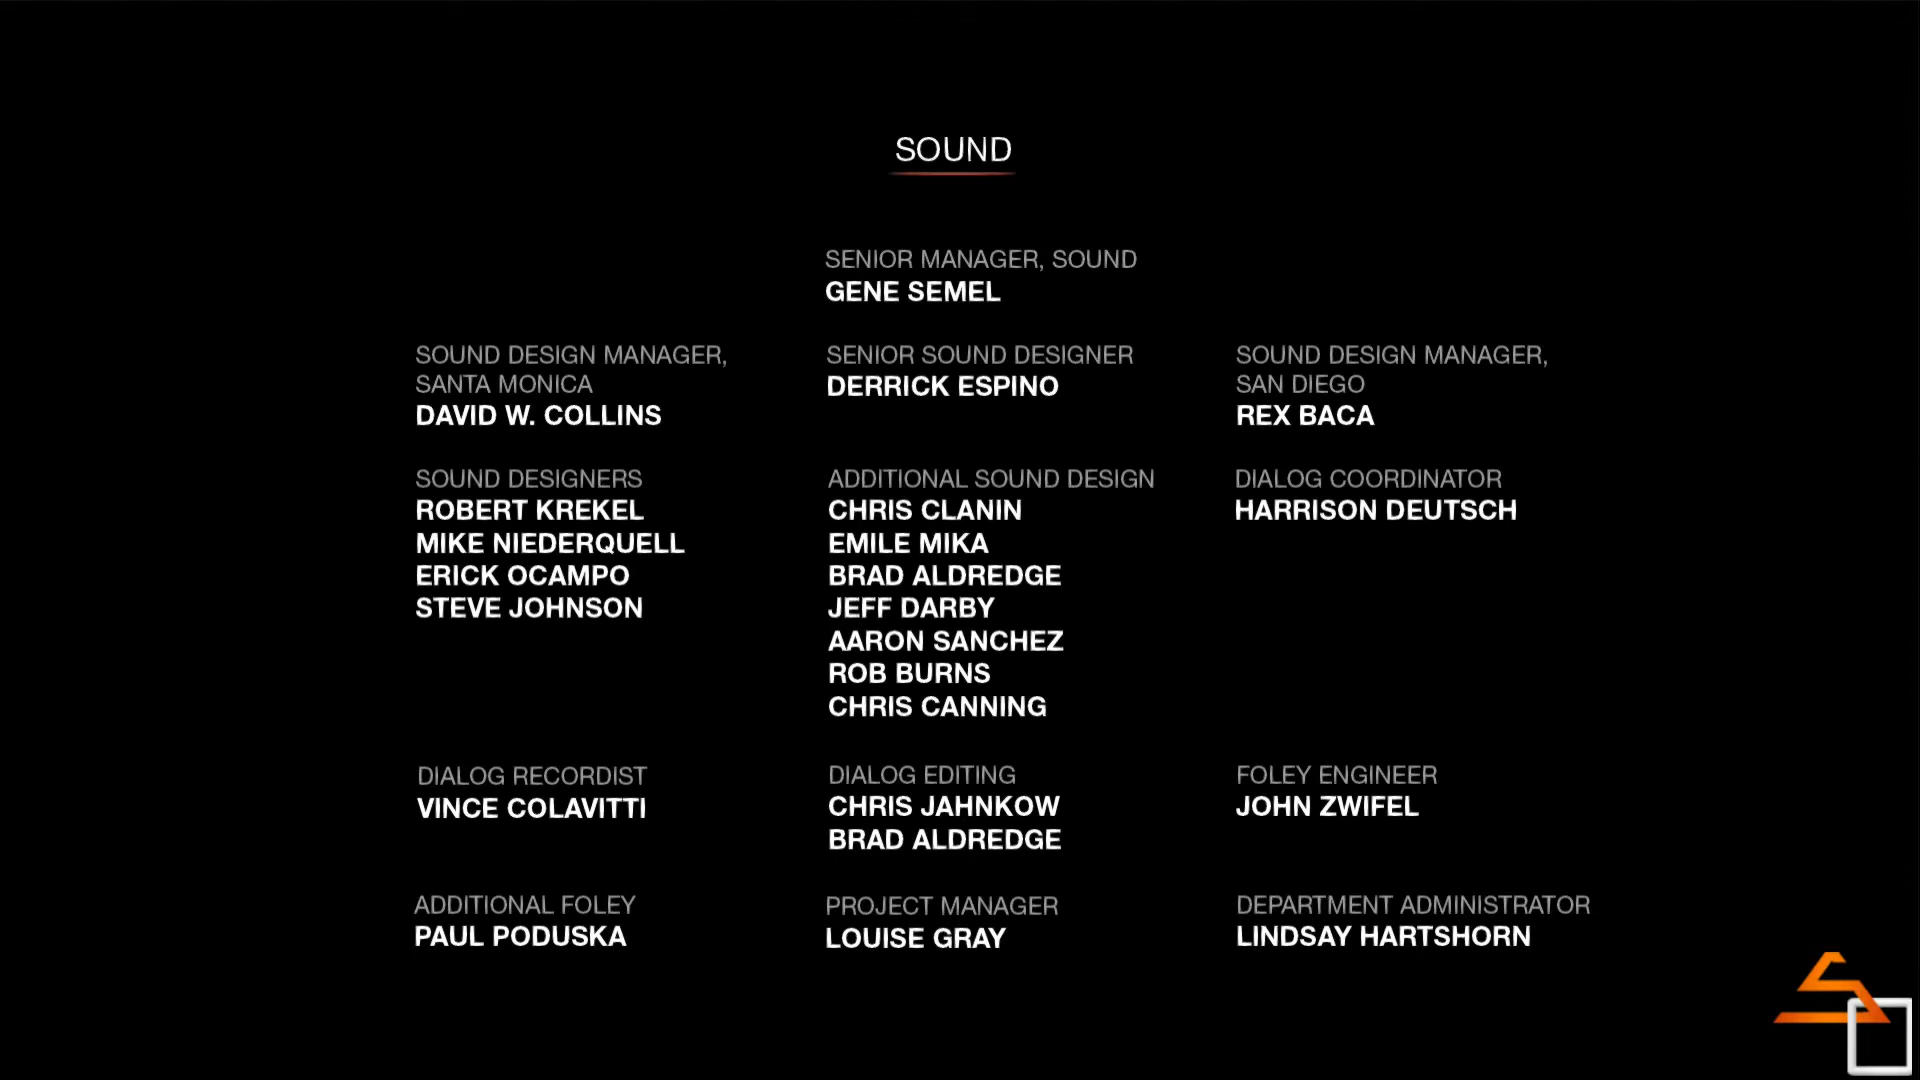 SOUND
SENIOR MANAGER, SOUND
GENE SEMEL
SOUND DESIGN MANAGER,
SANTA MONICA
DAVID W. COLLINS
SENIOR SOUND DESIGNER
DERRICK ESPINO
SOUND DESIGN MANAGER,
SAN DIEGO
REX BACA
SOUND DESIGNERS
ROBERT KREKEL
MIKE NIEDERQUELL
ERICK OCAMPO
STEVE JOHNSON
ADDITIONAL SOUND DESIGN
CHRIS CLANIN
EMILE MIKA
BRAD ALDREDGE
JEFF DARBY
AARON SANCHEZ
ROB BURNS
CHRIS CANNING
DIALOG COORDINATOR
HARRISON DEUTSCH
DIALOG RECORDIST
VINCE COLAVITTI
DIALOG EDITING
CHRIS JAHNKOW
BRAD ALDREDGE
FOLEY ENGINEER
JOHN ZWIFEL
ADDITIONAL FOLEY
PAUL PODUSKA
PROJECT MANAGER
LOUISE GRAY
DEPARTMENT ADMINISTRATOR
LINDSAY HARTSHORN